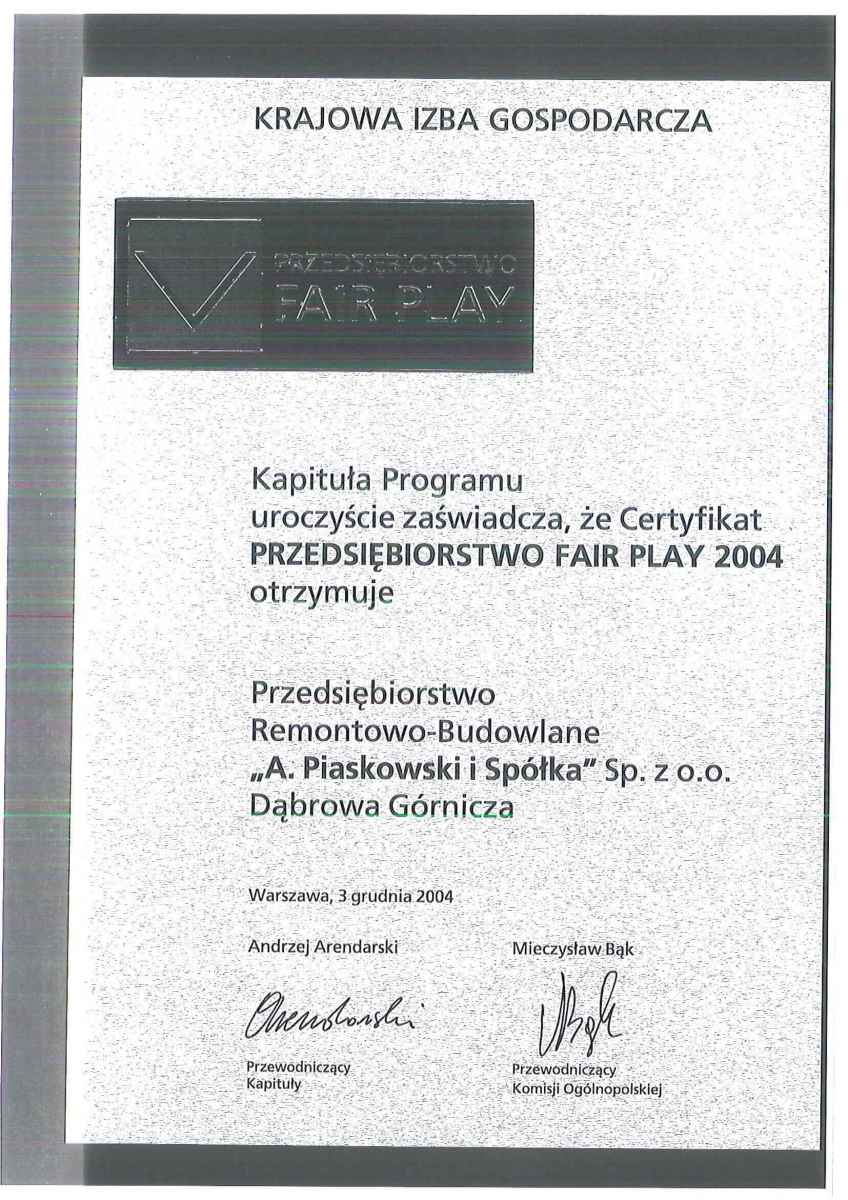 KRAJOWA IZBA GOSPODARCZA
PRZEDSIĘBIORSTWO
FAIR PLAY
Kapituła Programu
uroczyście zaświadcza, że Certyfikat
PRZEDSIĘBIORSTWO FAIR PLAY 2004
otrzymuje
Przedsiębiorstwo
Remontowo-Budowlane
„A. Piaskowski i Spółka” Sp. z o.o.
Dąbrowa Górnicza
Warszawa, 3 grudnia 2004
Andrzej Arendarski
Mieczysław Bąk
Arendarski
MBąk
Przewodniczący
Kapituły
Przewodniczący
Komisji Ogólnopolskiej